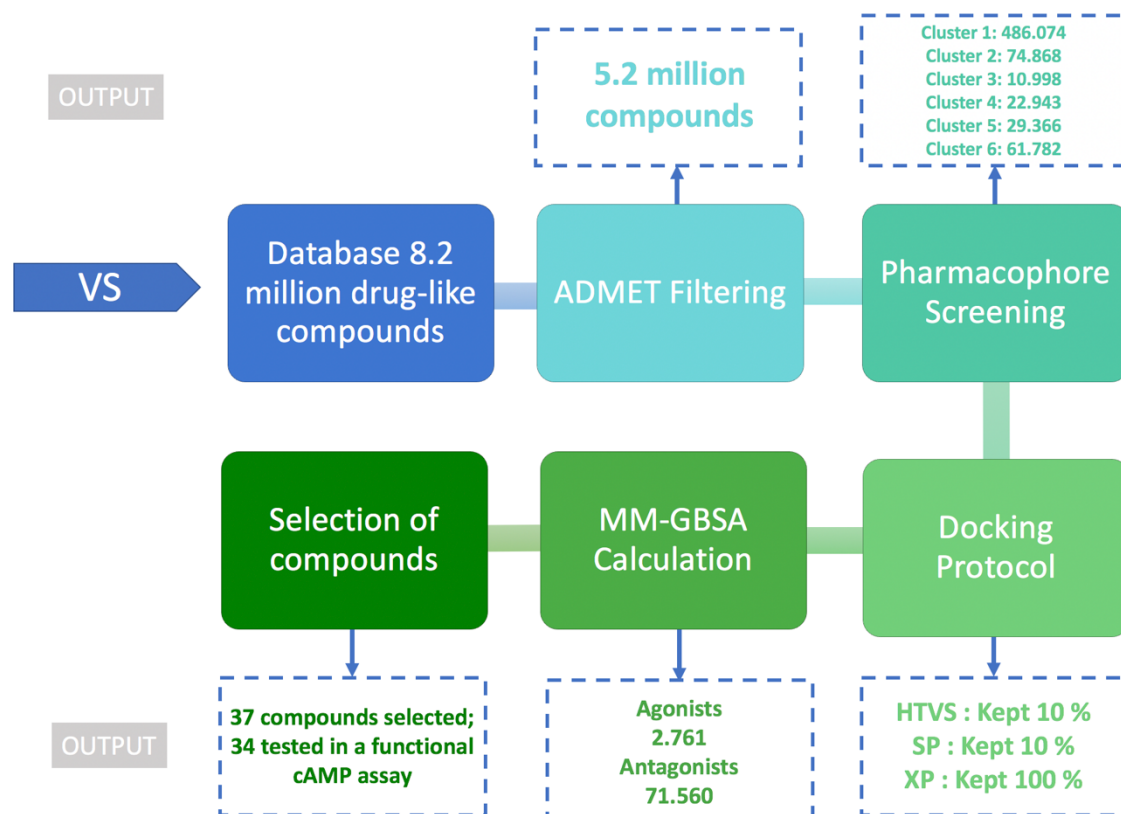 OUTPUT
5.2 million
compounds
Cluster 1: 486.074
Cluster 2: 74.868
Cluster 3: 10.998
Cluster 4: 22.943
Cluster 5: 29.366
Cluster 6: 61.782
VS
Database 8.2
million drug-like
compounds
ADMET Filtering
Pharmacophore
Screening
Selection of
compounds
MM-GBSA
Calculation
Docking
Protocol
OUTPUT
37 compounds selected;
34 tested in a functional
cAMP assay
Agonists
2.761
Antagonists
71.560
HTVS : Kept 10 %
SP : Kept 10 %
XP : Kept 100 %